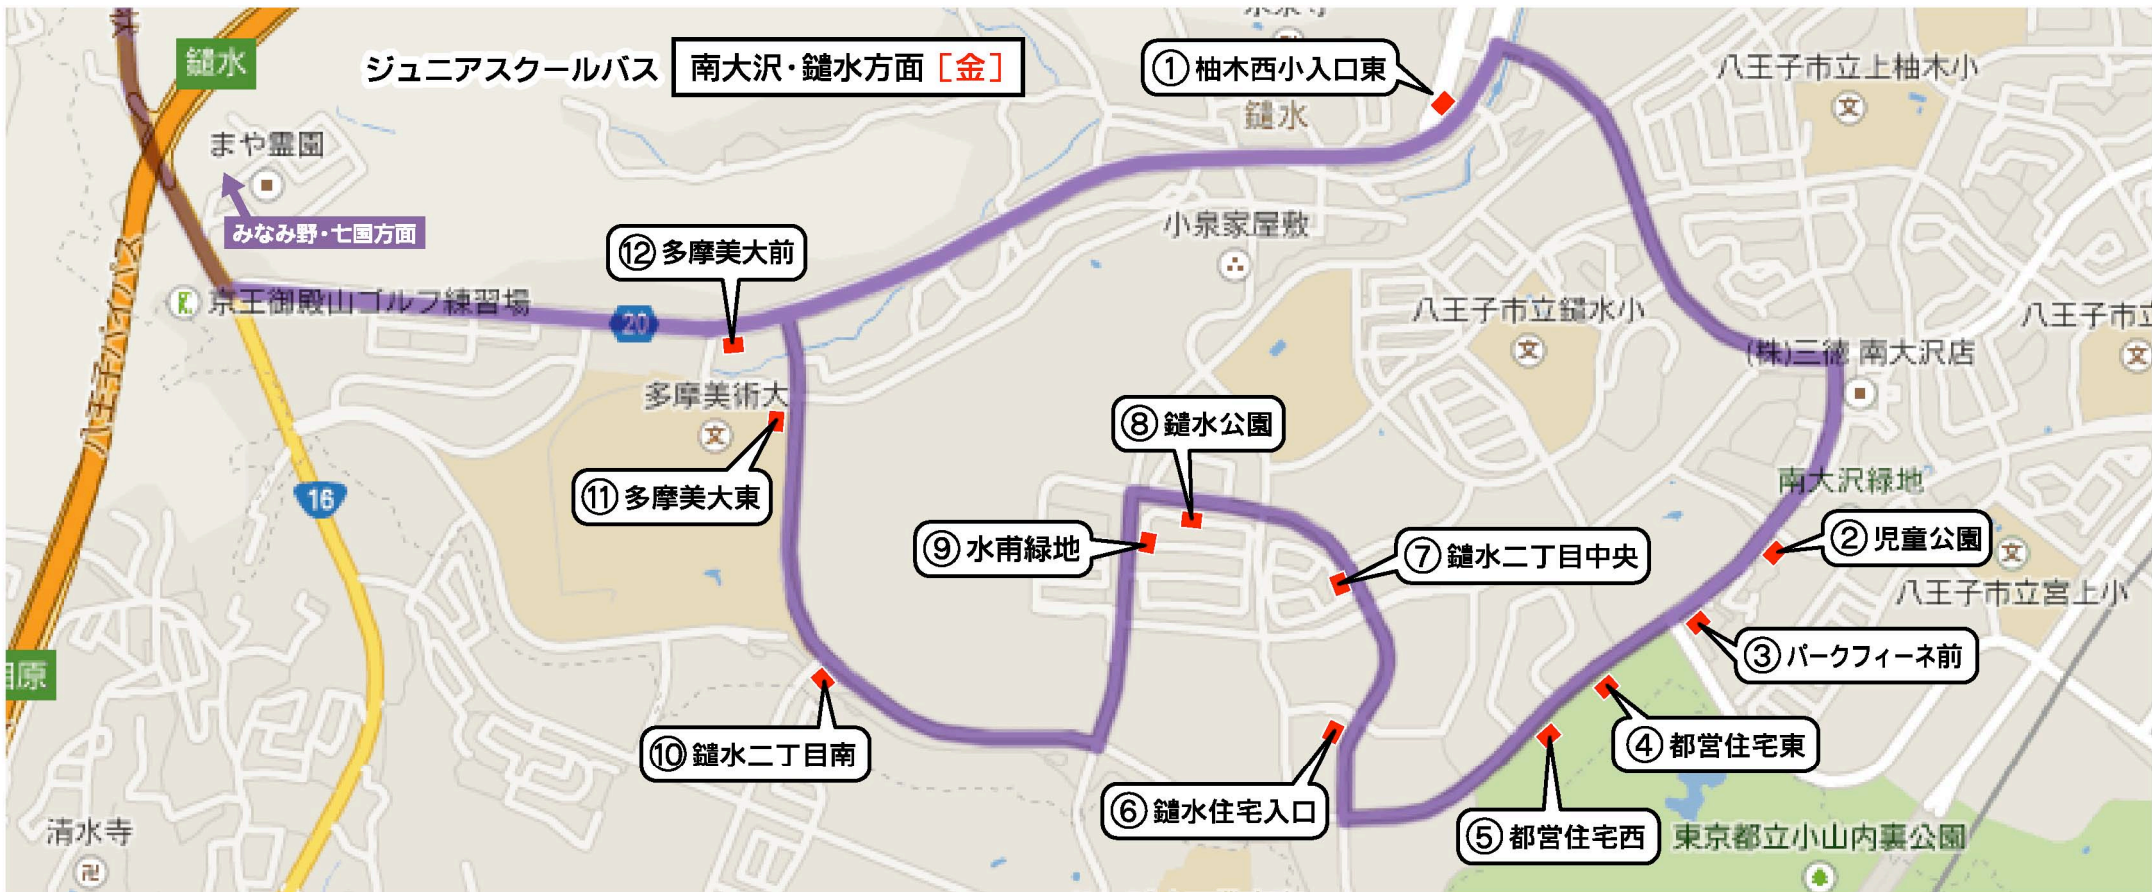 鑓水
ジュニアスクールバス
南大沢・鑓水方面［金］
①柚木西小入口東
八王子市立上柚木小
鑓水
まや霊園
みなみ野・七国方面
小泉家屋敷
⑫多摩美大前
京王御殿山ゴルフ練習場
20
八王子市立鑓水小
八王子市立
(株)三徳 南大沢店
八王子バイパス
多摩美術大
文
⑧鑓水公園
⑪多摩美大東
16
南大沢緑地
⑨水甫緑地
⑦鑓水二丁目中央
②児童公園
八王子市立宮上小
③パークフィーネ前
相原
⑩鑓水二丁目南
④都営住宅東
⑥鑓水住宅入口
⑤都営住宅西
東京都立小山内裏公園
清水寺